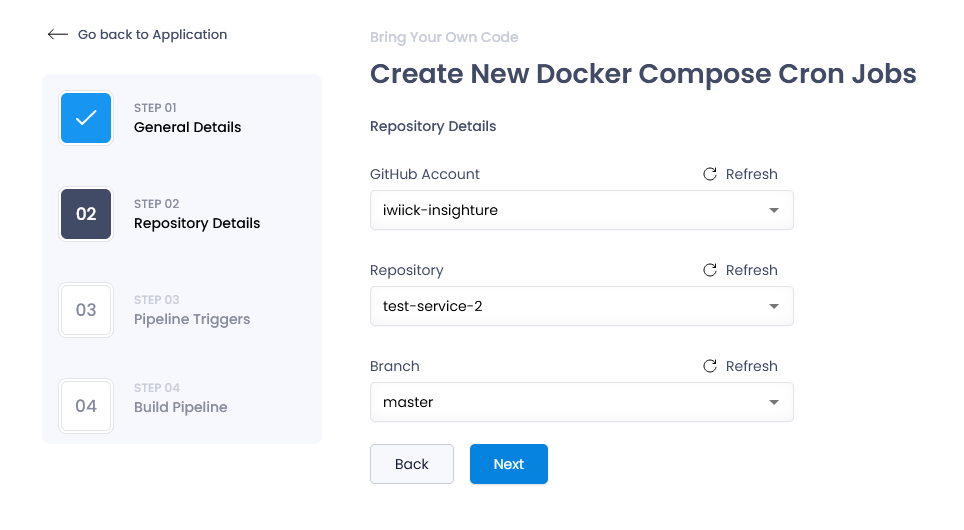 Go back to Application
STEP 01
General Details
02
STEP 02
Repository Details
03
STEP 03
Pipeline Triggers
04
STEP 04
Build Pipeline
Bring Your Own Code
Create New Docker Compose Cron Jobs
Repository Details
GitHub Account
Refresh
iwiick-insighture
Repository
Refresh
test-service-2
Branch
Refresh
master
Back
Next